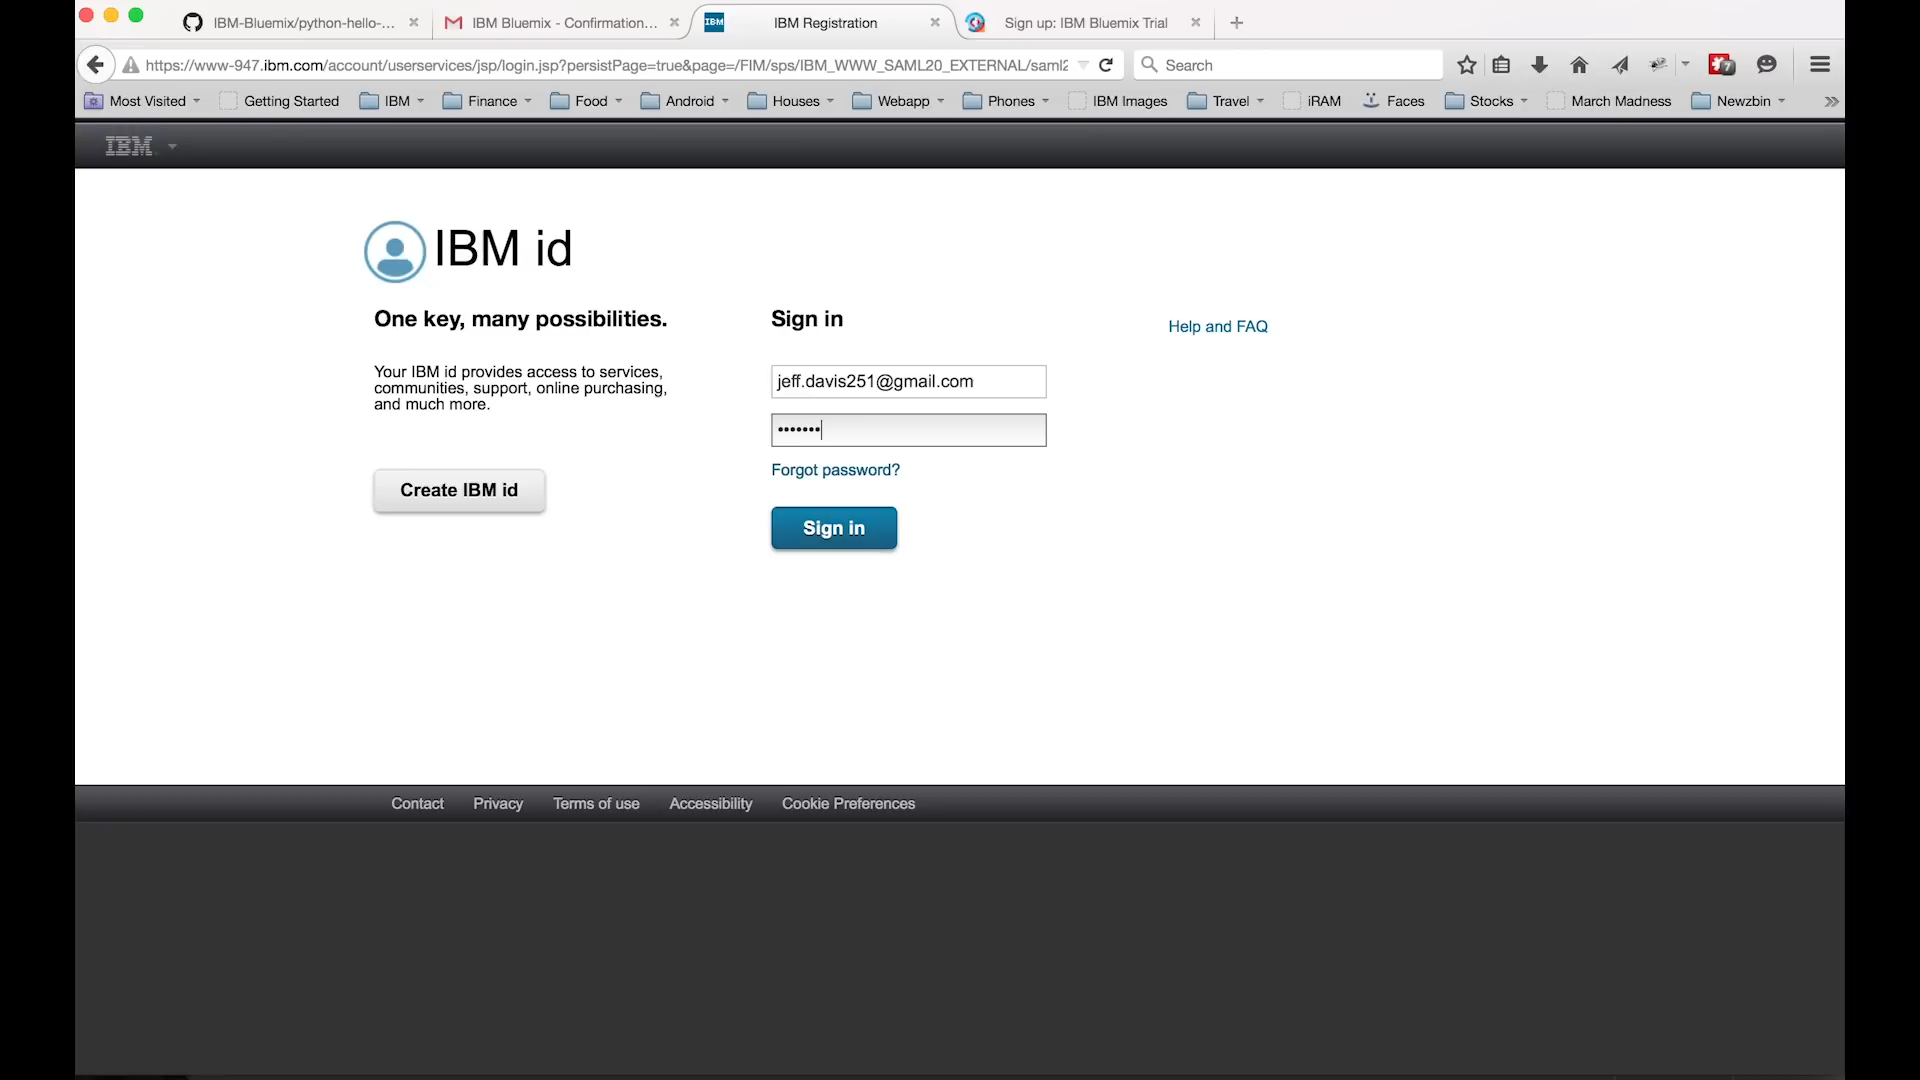 IBM-Bluemix/python-hello-...
IBM Bluemix - Confirmation...
IBM
IBM Registration
Sign up: IBM Bluemix Trial
https://www-947.ibm.com/account/userservices/jsp/login.jsp?persistPage=true&page=/FIM/sps/IBM_WWW_SAML20_EXTERNAL/saml2
Search
7
Most Visited
Getting Started
IBM
Finance
Food
Android
Houses
Webapp
Phones
IBM Images
Travel
iRAM
Faces
Stocks
March Madness
Newzbin
IBM
IBM id
One key, many possibilities.
Your IBM id provides access to services,
communities, support, online purchasing,
and much more.
Create IBM id
Sign in
jeff.davis251@gmail.com
•••••••
Forgot password?
Sign in
Help and FAQ
Contact
Privacy
Terms of use
Accessibility
Cookie Preferences